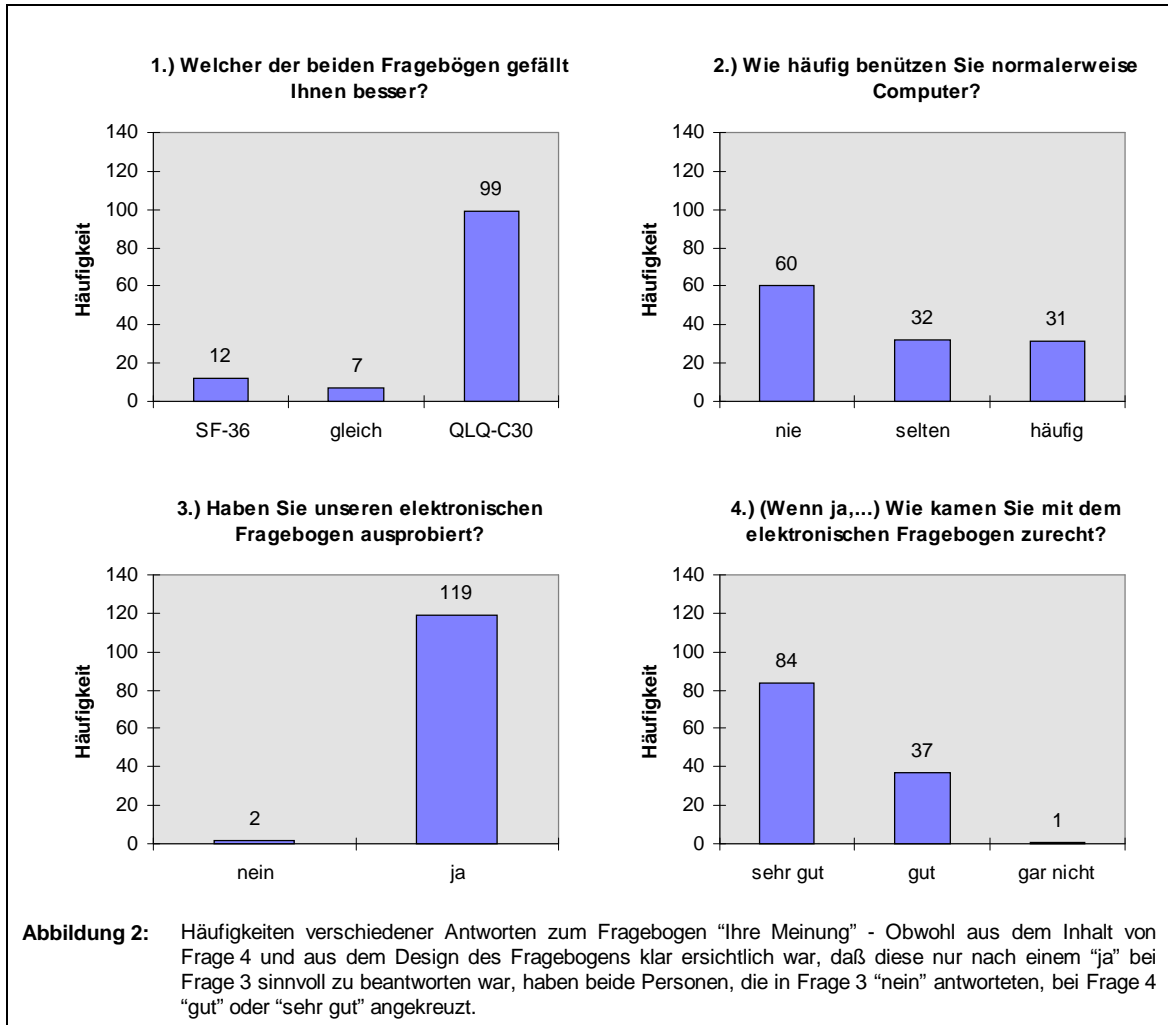 1.) Welcher der beiden Fragebögen gefällt
Ihnen besser?
140
120
100
80
60
40
20
0
Häufigkeit
12
7
99
SF-36
gleich
QLQ-C30
2.) Wie häufig benützen Sie normalerweise
Computer?
140
120
100
80
60
40
20
0
Häufigkeit
60
32
31
nie
selten
häufig
3.) Haben Sie unseren elektronischen
Fragebogen ausprobiert?
140
120
100
80
60
40
20
0
Häufigkeit
2
119
nein
ja
4.) (Wenn ja,...) Wie kamen Sie mit dem
elektronischen Fragebogen zurecht?
140
120
100
80
60
40
20
0
Häufigkeit
84
37
1
sehr gut
gut
gar nicht
Abbildung 2: Häufigkeiten verschiedener Antworten zum Fragebogen “Ihre Meinung” - Obwohl aus dem Inhalt von
Frage 4 und aus dem Design des Fragebogens klar ersichtlich war, daß diese nur nach einem “ja” bei
Frage 3 sinnvoll zu beantworten war, haben beide Personen, die in Frage 3 “nein” antworteten, bei Frage 4
“gut” oder “sehr gut” angekreuzt.